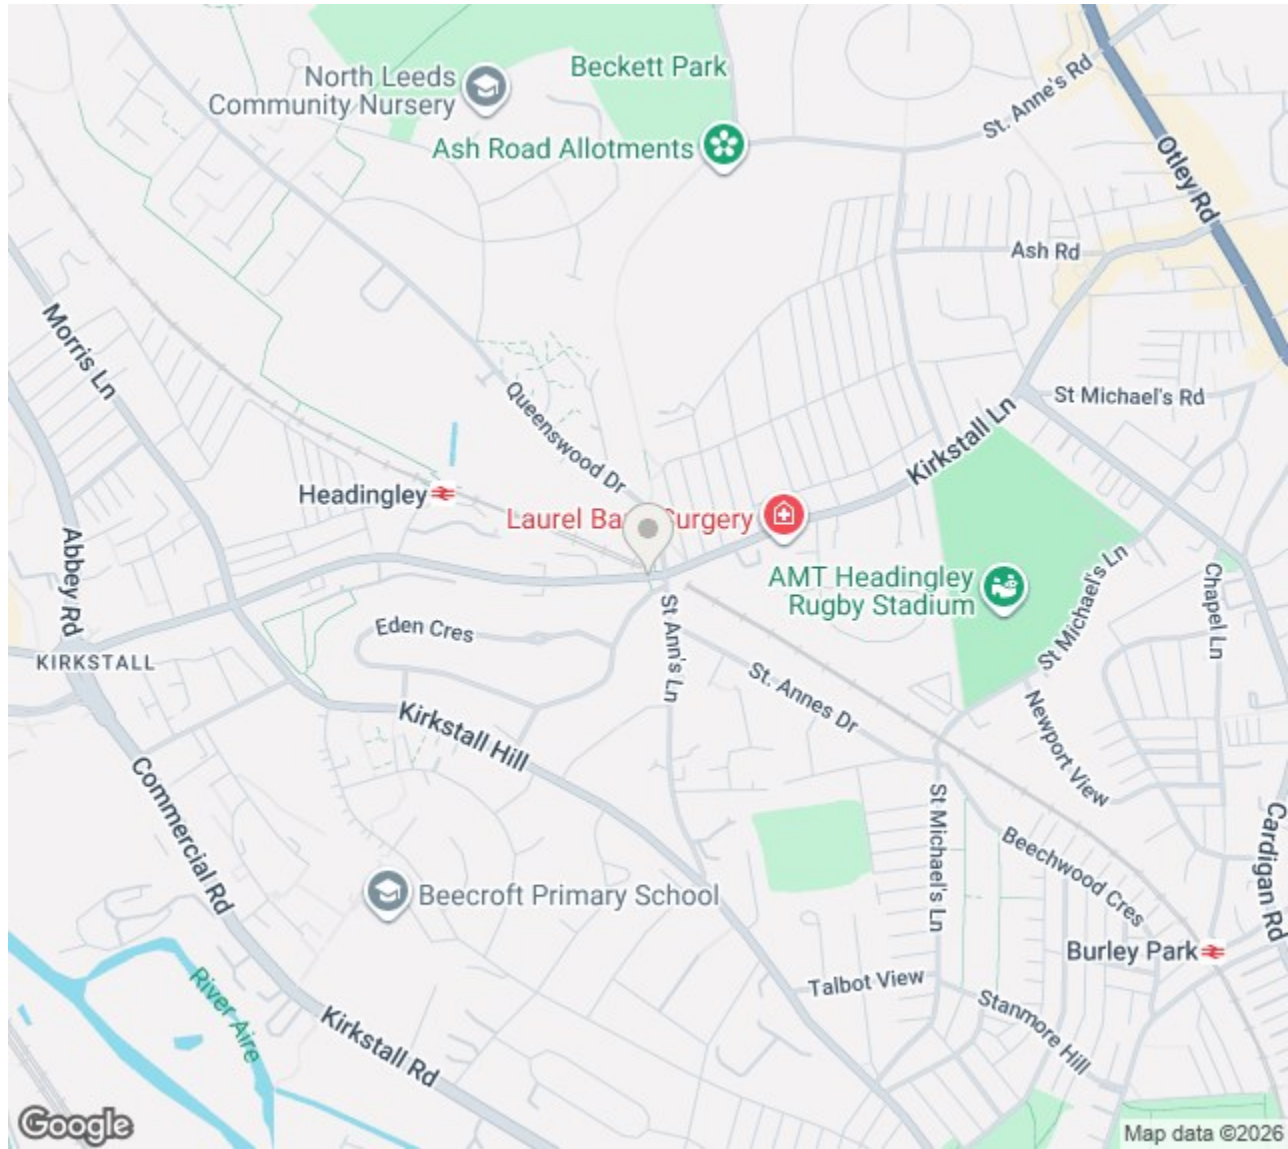 Beckett Park
North Leeds
Community Nursery
Ash Road Allotments
St. Anne's Rd
Otley Rd
Ash Rd
Morris Ln
Queenswood Dr
St Michael's Rd
Kirkstall Ln
Headingley
Laurel Surgery
Abbey Rd
AMT Headingley
Rugby Stadium
St Michael's Ln
Chapel Ln
Eden Cres
St Ann's Ln
KIRKSTALL
St. Annes Dr
Newport View
Kirkstall Hill
Commercial Rd
St Michael's Ln
Beechwood Cres
Cardigan Rd
Beecroft Primary School
Burley Park
Talbot View
River Aire
Stanmore Hill
Kirkstall Rd
Google
Map data ©2026